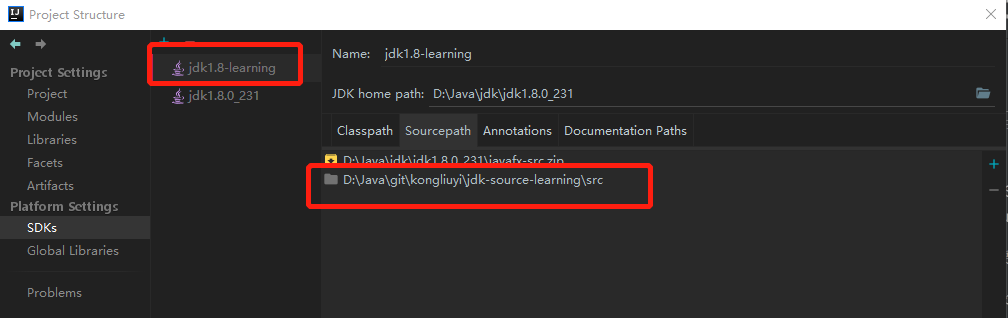 Project Structure
Project Settings
Project
Modules
Libraries
Facets
Artifacts
Platform Settings
SDKs
Global Libraries
Problems
jdk1.8-learning
jdk1.8.0_231
Name: jdk1.8-learning
JDK home path: D:\Java\jdk\jdk1.8.0_231
Classpath Sourcepath Annotations Documentation Paths
D:\Java\jdk\jdk1.8.0_231\javafx-src.zip
D:\Java\git\kongliuyi\jdk-source-learning\src